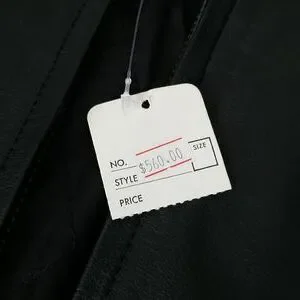 NO.
$560.00
SIZE
STYLE
PRICE